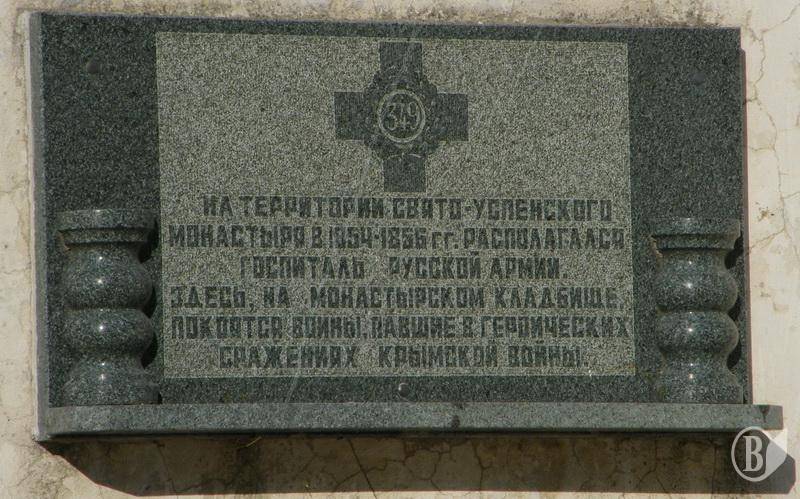 349
НА ТЕРРИТОРИИ СВЯТО-УСПЕНСКОГО
МОНАСТЫРЯ В 1854-1856 ГГ. РАСПОЛАГАЛСЯ
ГОСПИТАЛЬ РУССКОЙ АРМИИ.
ЗДЕСЬ, НА МОНАСТЫРСКОМ КЛАДБИЩЕ,
ПОКОЯТСЯ ВОИНЫ, ПАВШИЕ В ГЕРОИЧЕСКИХ
СРАЖЕНИЯХ КРЫМСКОЙ ВОЙНЫ.
В